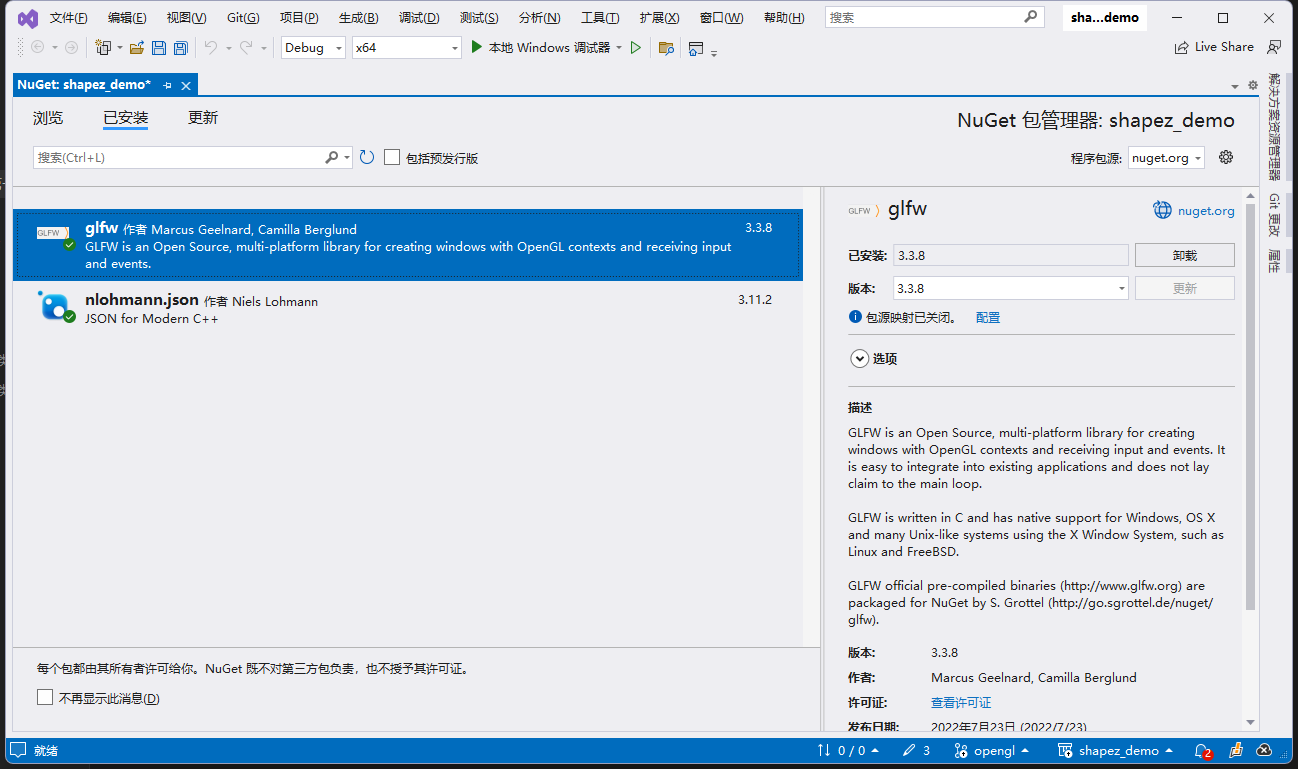 文件(F) 编辑(E) 视图(V) Git(G) 项目(P) 生成(B) 调试(D) 测试(S) 分析(N) 工具(T) 扩展(X) 窗口(W) 帮助(H) 搜索 sha...demo
Debug x64 本地 Windows 调试器 Live Share
NuGet: shapez_demo*
浏览 已安装 更新
NuGet 包管理器: shapez_demo
搜索(Ctrl+L) 包括预发行版
程序包源: nuget.org
GLFW glfw 作者 Marcus Geelnard, Camilla Berglund 3.3.8
GLFW is an Open Source, multi-platform library for creating windows with OpenGL contexts and receiving input
and events.
nlohmann.json 作者 Niels Lohmann 3.11.2
JSON for Modern C++
每个包都由其所有者许可给你。NuGet 既不对第三方包负责，也不授予其许可证。
不再显示此消息(D)
GLFW glfw nuget.org
已安装: 3.3.8 卸载
版本: 3.3.8 更新
包源映射已关闭。 配置
选项
描述
GLFW is an Open Source, multi-platform library for creating
windows with OpenGL contexts and receiving input and events. It
is easy to integrate into existing applications and does not lay
claim to the main loop.
GLFW is written in C and has native support for Windows, OS X
and many Unix-like systems using the X Window System, such as
Linux and FreeBSD.
GLFW official pre-compiled binaries (http://www.glfw.org) are
packaged for NuGet by S. Grottel (http://go.sgrottel.de/nuget/
glfw).
版本: 3.3.8
作者: Marcus Geelnard, Camilla Berglund
许可证: 查看许可证
发布日期: 2022年7月23日 (2022/7/23)
解决方案资源管理器
Git 更改
属性
就绪 0 / 0 3 opengl shapez_demo 2